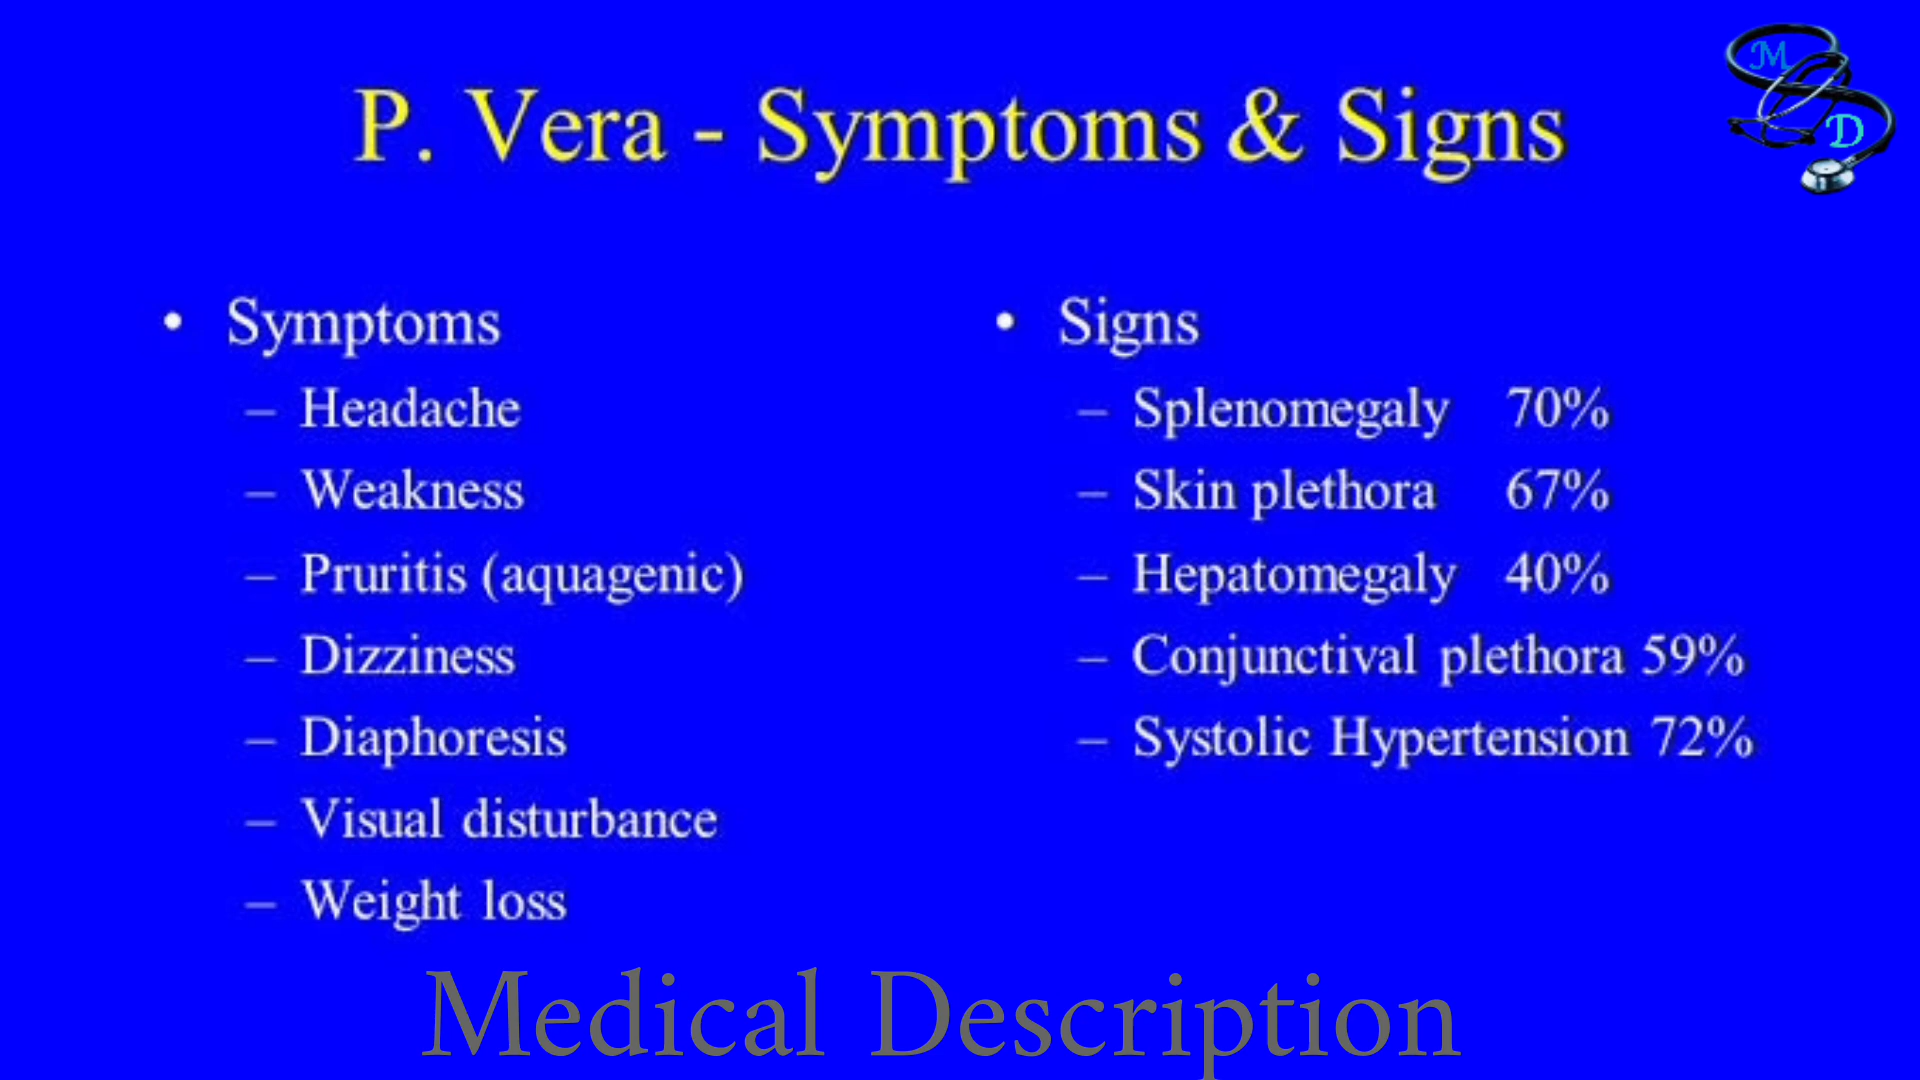 P. Vera - Symptoms & Signs
M
D
• Symptoms
– Headache
– Weakness
– Pruritis (aquagenic)
– Dizziness
– Diaphoresis
– Visual disturbance
– Weight loss
• Signs
– Splenomegaly 70%
– Skin plethora 67%
– Hepatomegaly 40%
– Conjunctival plethora 59%
– Systolic Hypertension 72%
Medical Description